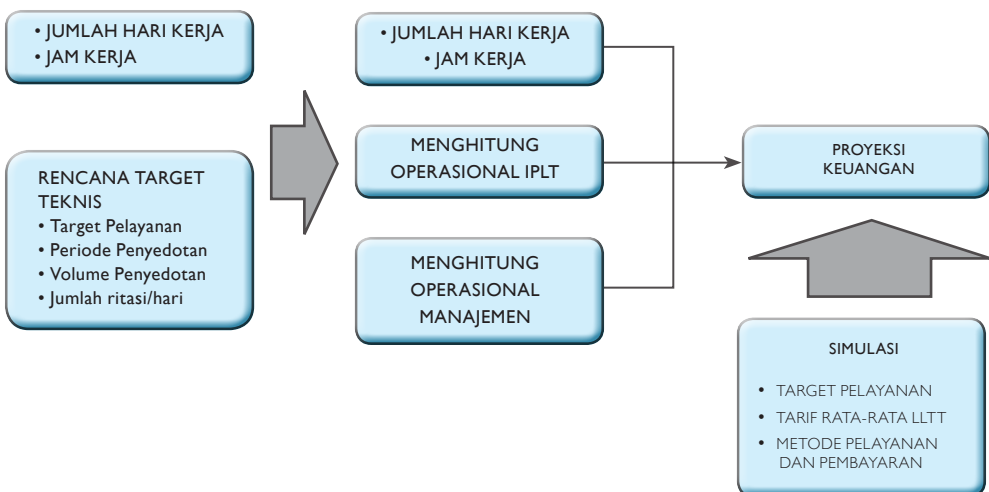 • JUMLAH HARI KERJA
• JAM KERJA
RENCANA TARGET
TEKNIS
• Target Pelayanan
• Periode Penyedotan
• Volume Penyedotan
• Jumlah ritasi/hari
• JUMLAH HARI KERJA
• JAM KERJA
MENGHITUNG
OPERASIONAL IPLT
MENGHITUNG
OPERASIONAL
MANAJEMEN
PROYEKSI
KEUANGAN
SIMULASI
• TARGET PELAYANAN
• TARIF RATA-RATA LLTT
• METODE PELAYANAN
DAN PEMBAYARAN